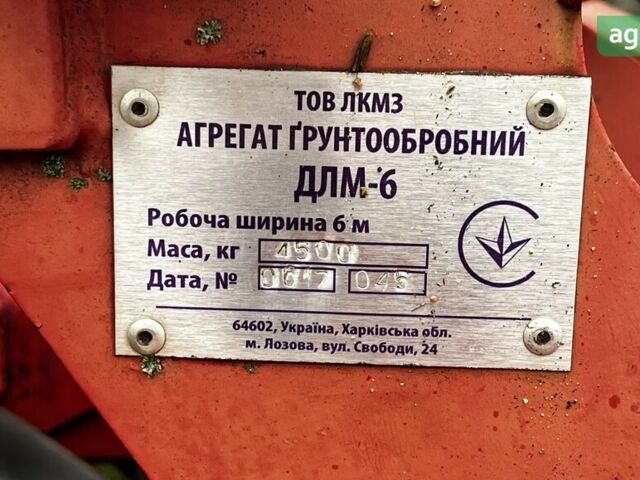 ag
ТОВ ЛКМЗ
АГРЕГАТ ҐРУНТООБРОБНИЙ
ДЛМ-6
Робоча ширина 6 м
Маса, кг 4500
Дата, № 045
64602, Україна, Харківська обл.
м. Лозова, вул. Свободи, 24